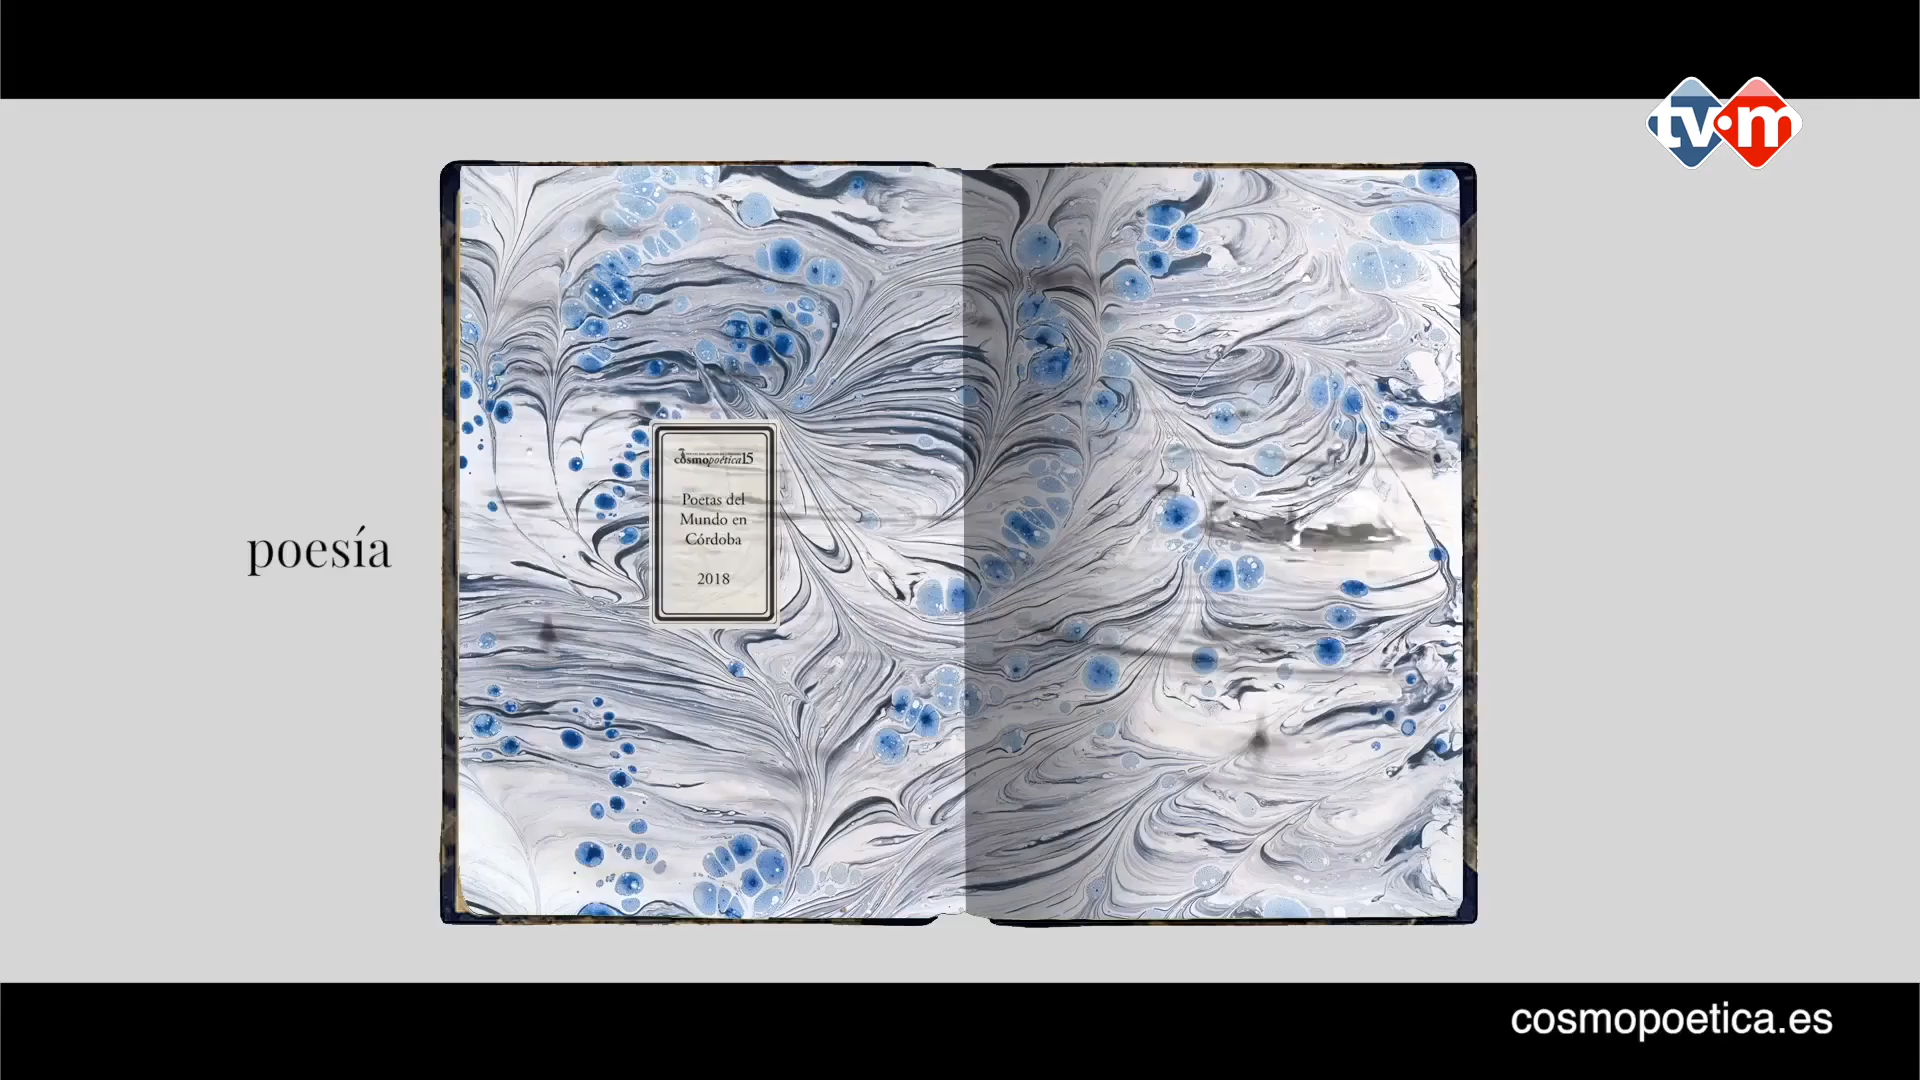 tv.m
poesía
cosmopoética15
Poetas del
Mundo en
Córdoba
2018
cosmopoetica.es